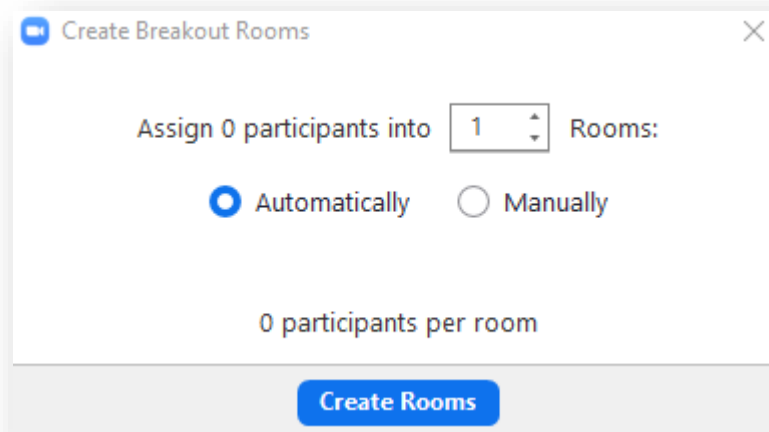 Create Breakout Rooms
Assign 0 participants into 1 Rooms:
Automatically Manually
0 participants per room
Create Rooms